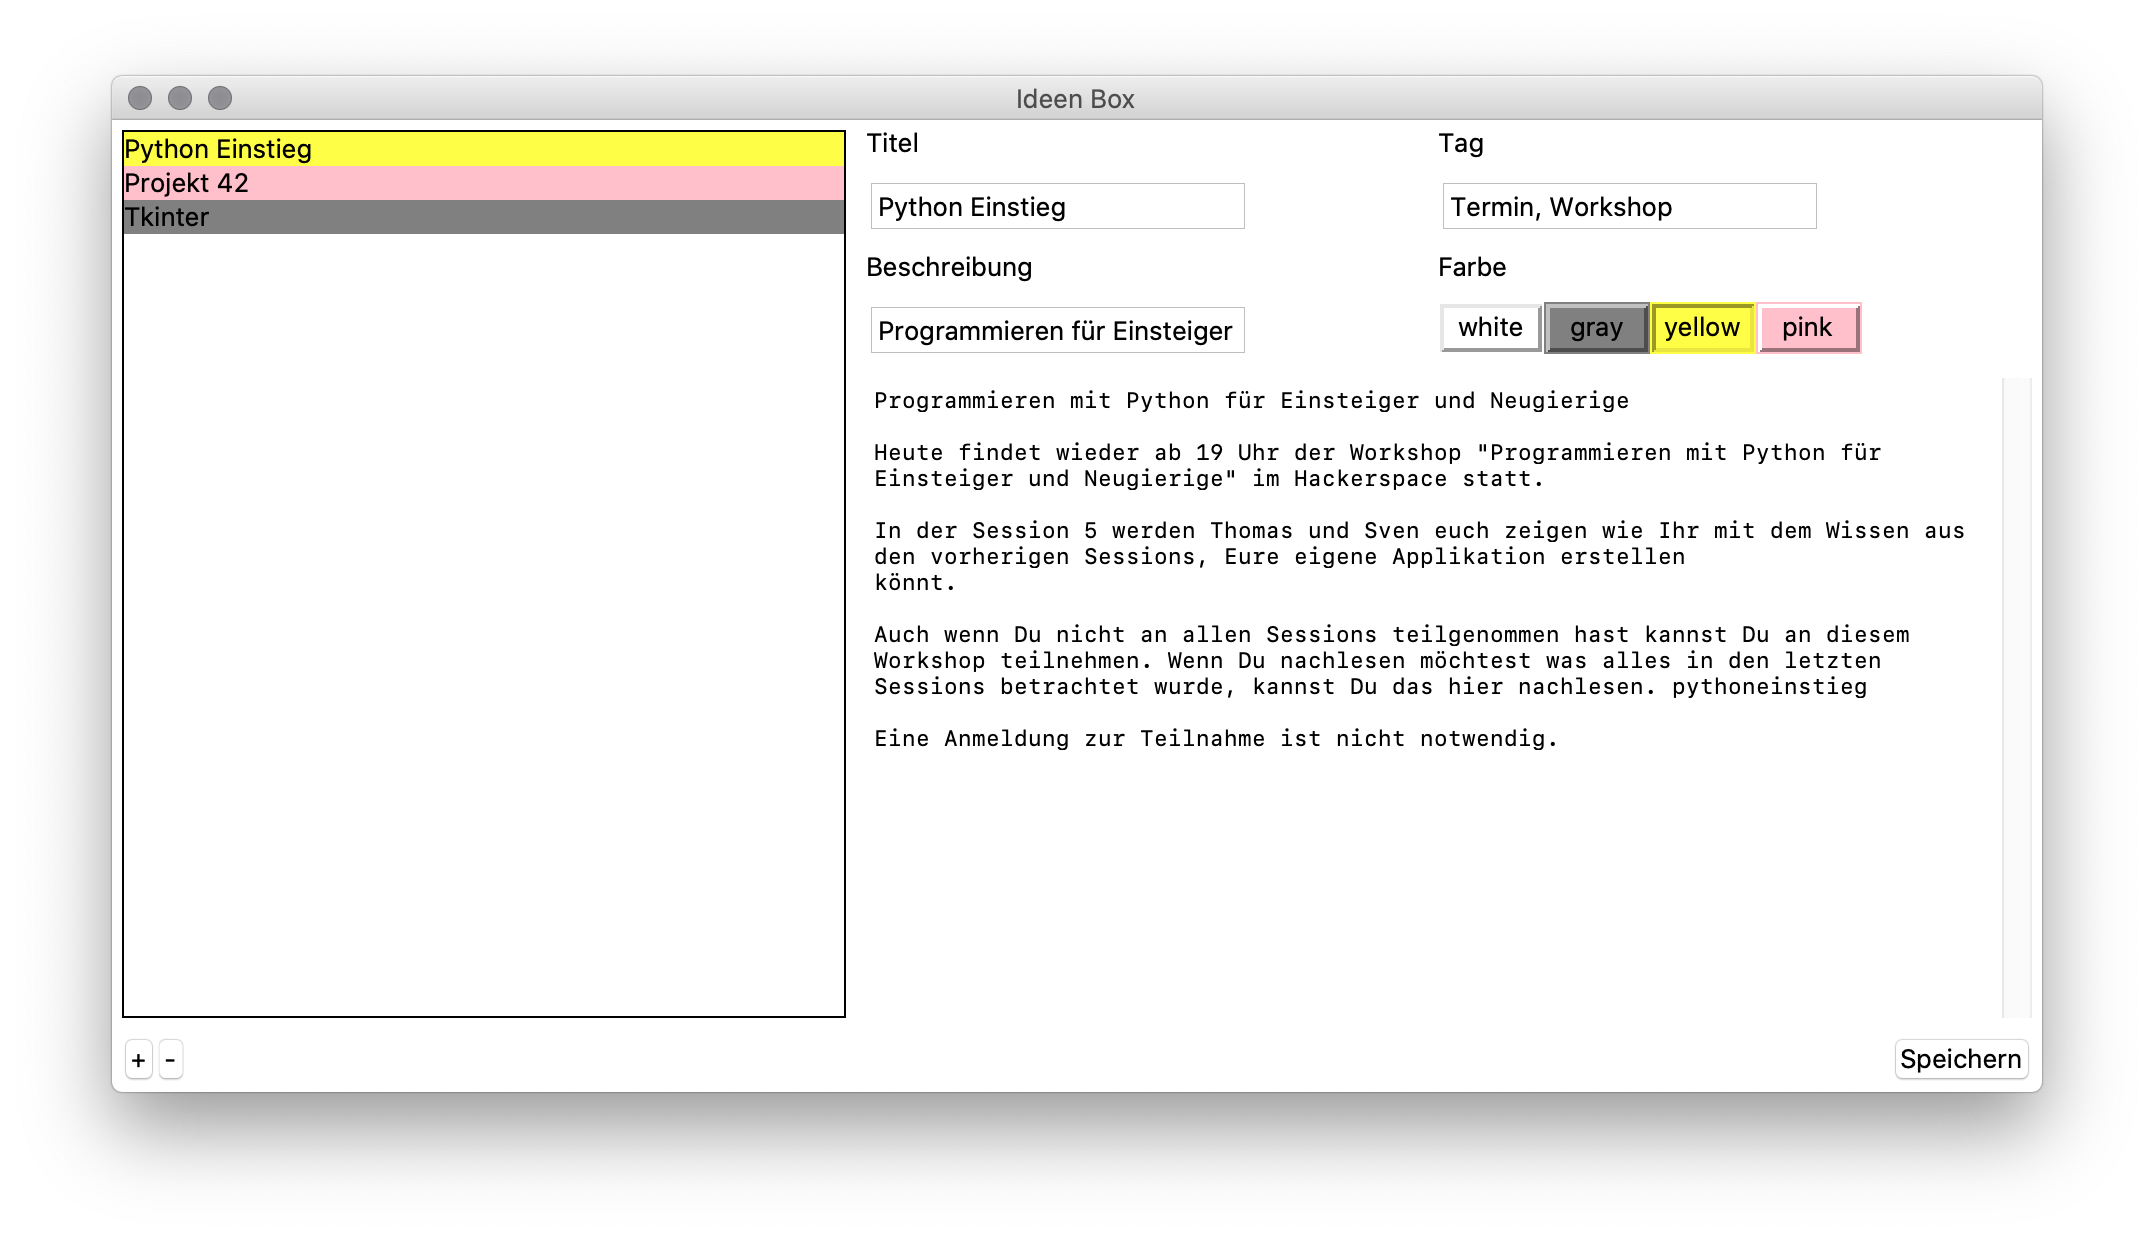 Ideen Box
Python Einstieg
Projekt 42
Tkinter
Titel
Tag
Python Einstieg
Termin, Workshop
Beschreibung
Farbe
Programmieren für Einsteiger
white gray yellow pink
Programmieren mit Python für Einsteiger und Neugierige
Heute findet wieder ab 19 Uhr der Workshop "Programmieren mit Python für
Einsteiger und Neugierige" im Hackerspace statt.
In der Session 5 werden Thomas und Sven euch zeigen wie Ihr mit dem Wissen aus
den vorherigen Sessions, Eure eigene Applikation erstellen
könnt.
Auch wenn Du nicht an allen Sessions teilgenommen hast kannst Du an diesem
Workshop teilnehmen. Wenn Du nachlesen möchtest was alles in den letzten
Sessions betrachtet wurde, kannst Du das hier nachlesen. pythoneinstieg
Eine Anmeldung zur Teilnahme ist nicht notwendig.
+ -
Speichern